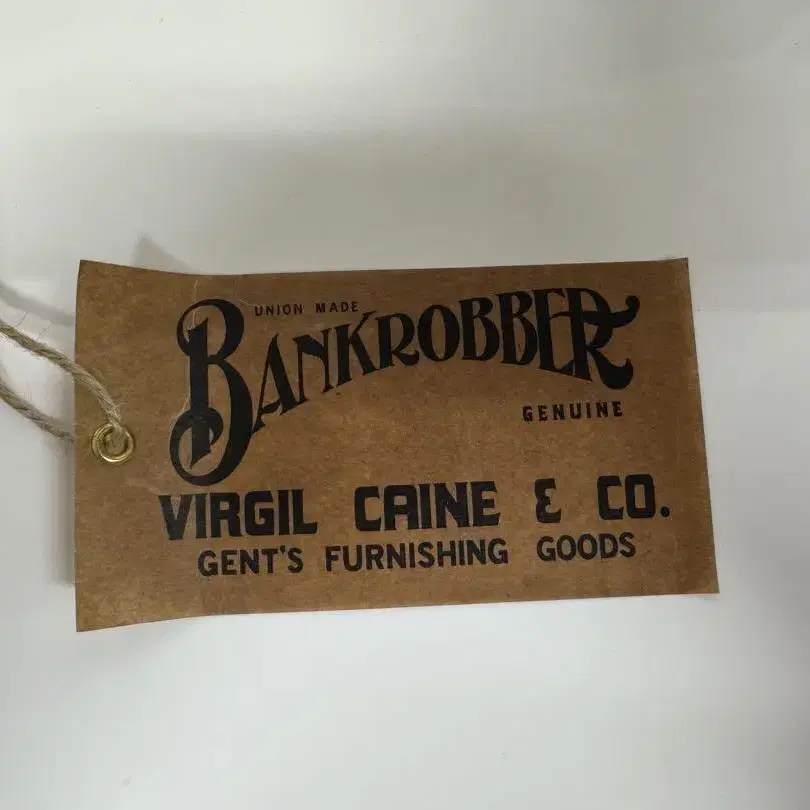 UNION MADE
BANKROBBER
GENUINE
VIRGIL CAINE & CO.
GENT'S FURNISHING GOODS